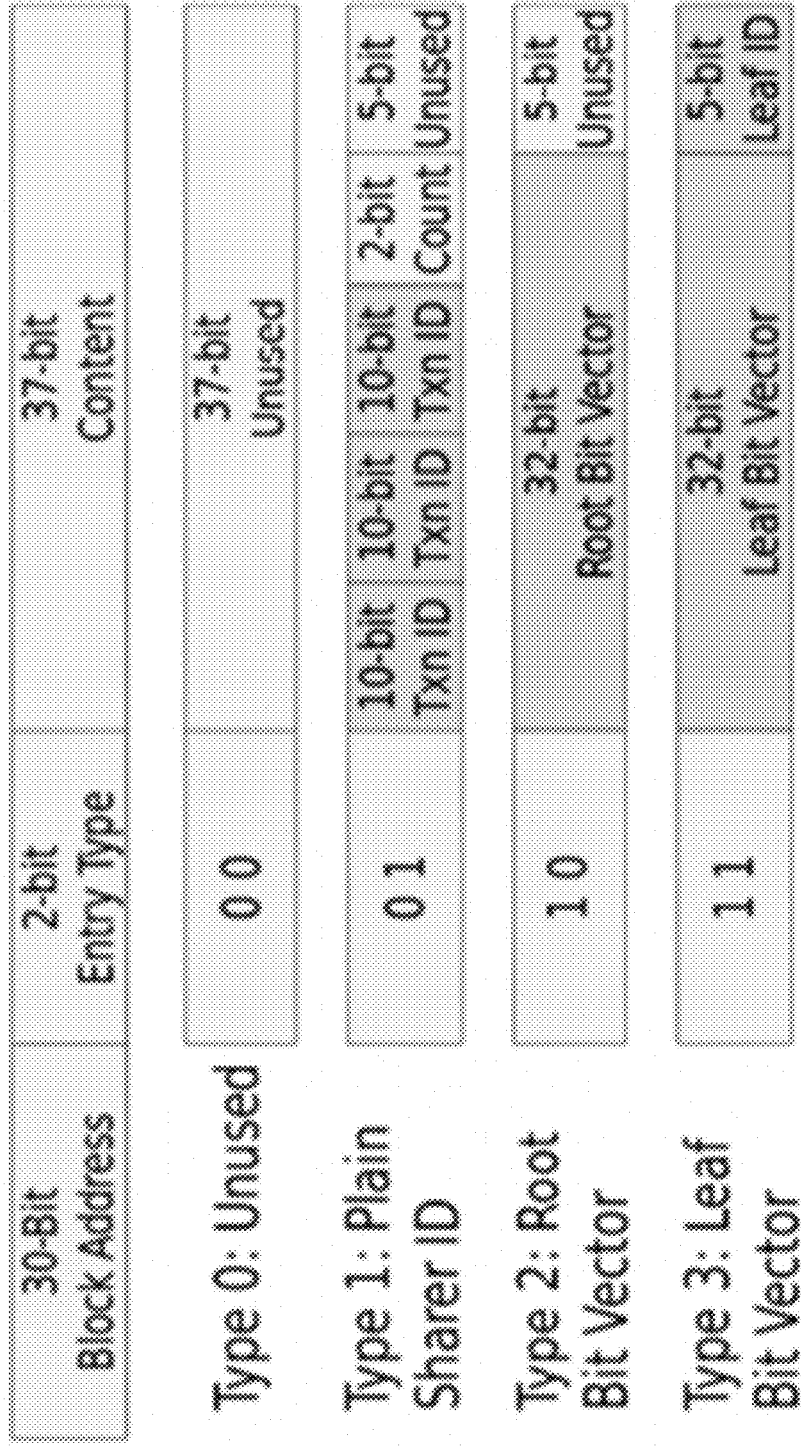 30-Bit
Block Address
2-bit
Entry Type
37-bit
Content
Type 0: Unused
0 0
37-bit
Unused
Type 1: Plain
Sharer ID
0 1
10-bit
Txn ID
10-bit
Txn ID
10-bit
Txn ID
2-bit
Count
5-bit
Unused
Type 2: Root
Bit Vector
1 0
32-bit
Root Bit Vector
5-bit
Unused
Type 3: Leaf
Bit Vector
1 1
32-bit
Leaf Bit Vector
5-bit
Leaf ID